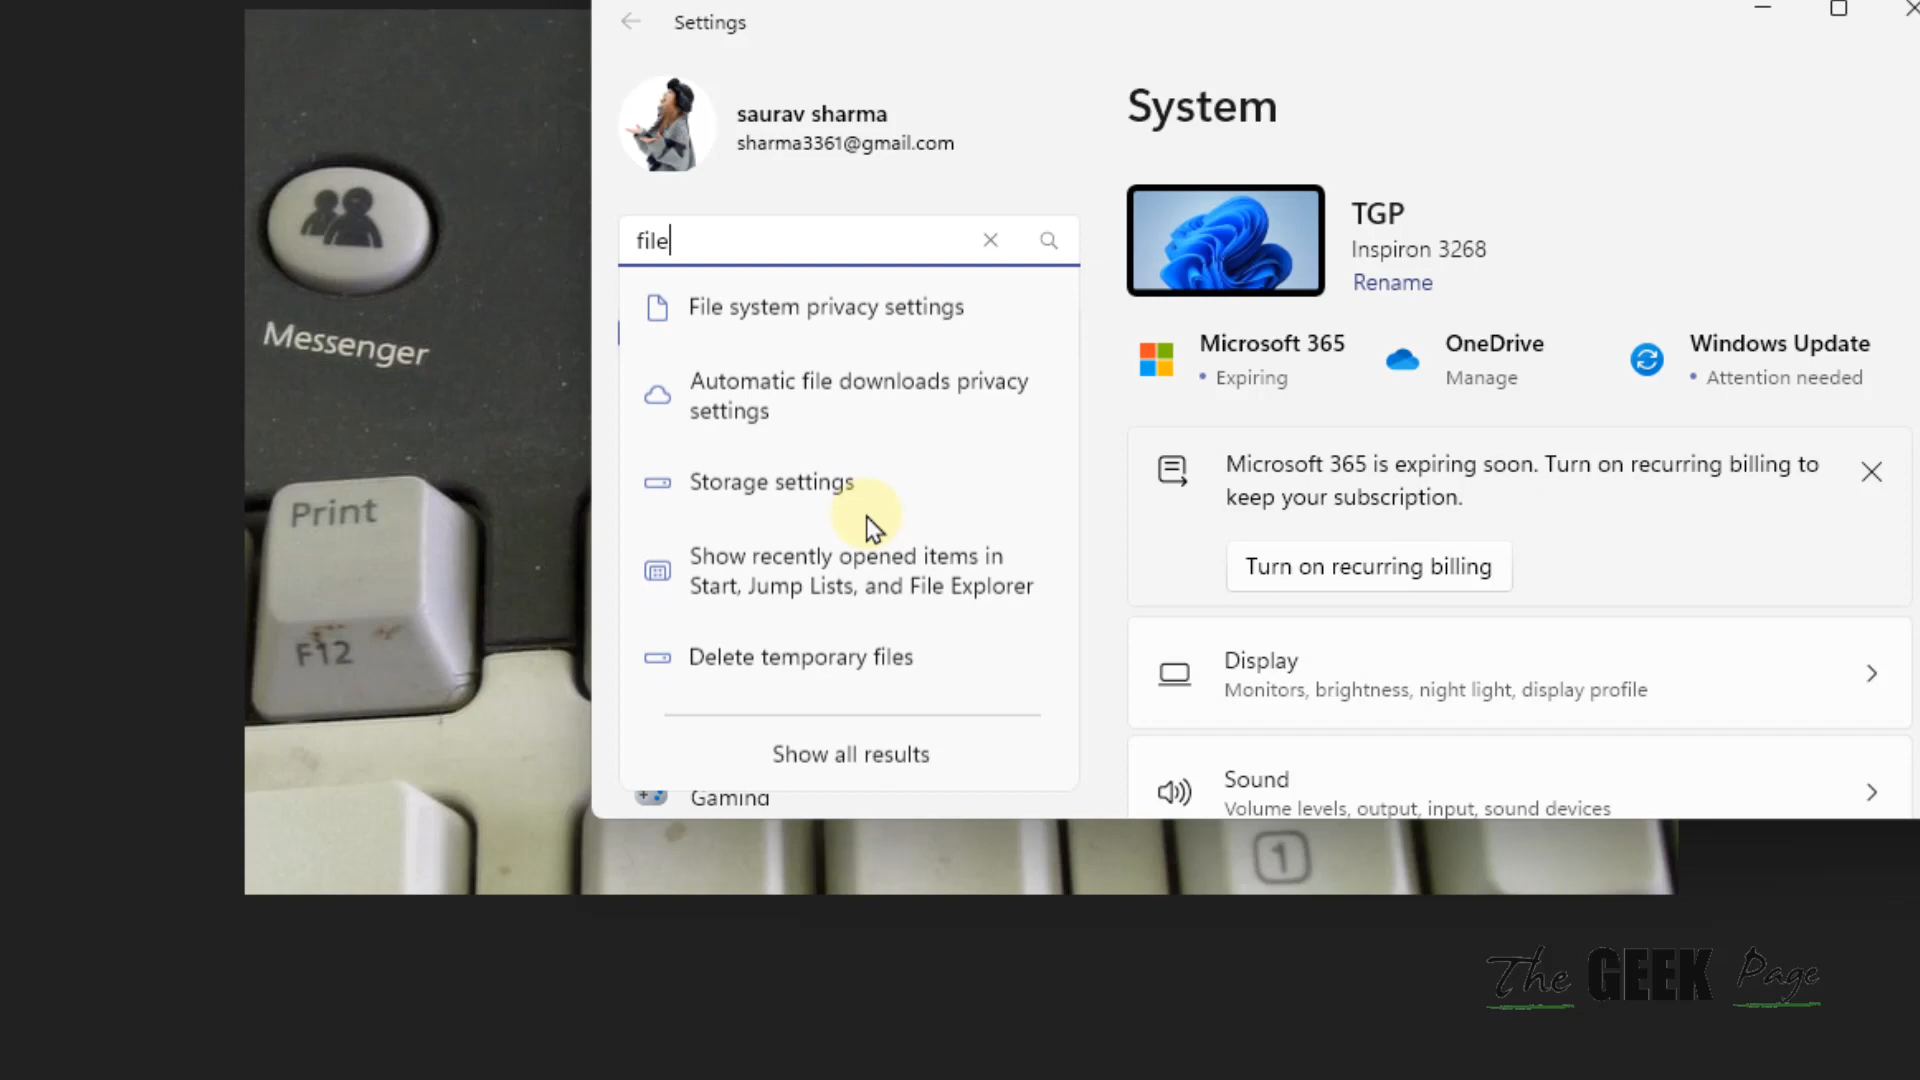 Settings
saurav sharma
sharma3361@gmail.com
file
File system privacy settings
Automatic file downloads privacy
settings
Storage settings
Show recently opened items in
Start, Jump Lists, and File Explorer
Delete temporary files
Show all results
Gaming
System
TGP
Inspiron 3268
Rename
Microsoft 365
• Expiring
OneDrive
Manage
Windows Update
• Attention needed
Microsoft 365 is expiring soon. Turn on recurring billing to
keep your subscription.
Turn on recurring billing
Display
Monitors, brightness, night light, display profile
Sound
Volume levels, output, input, sound devices
Messenger
Print
F12
1
The GEEK Page